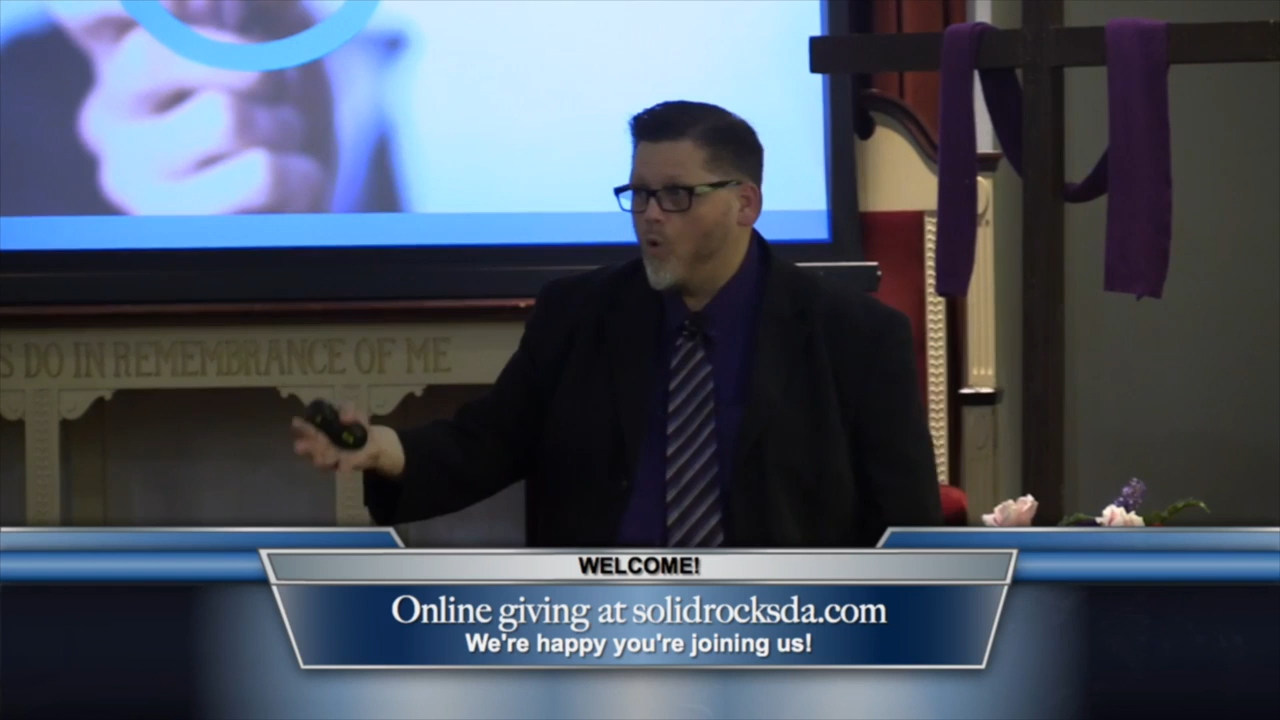 S DO IN REMEMBRANCE OF ME
WELCOME!
Online giving at solidrocksda.com
We're happy you're joining us!